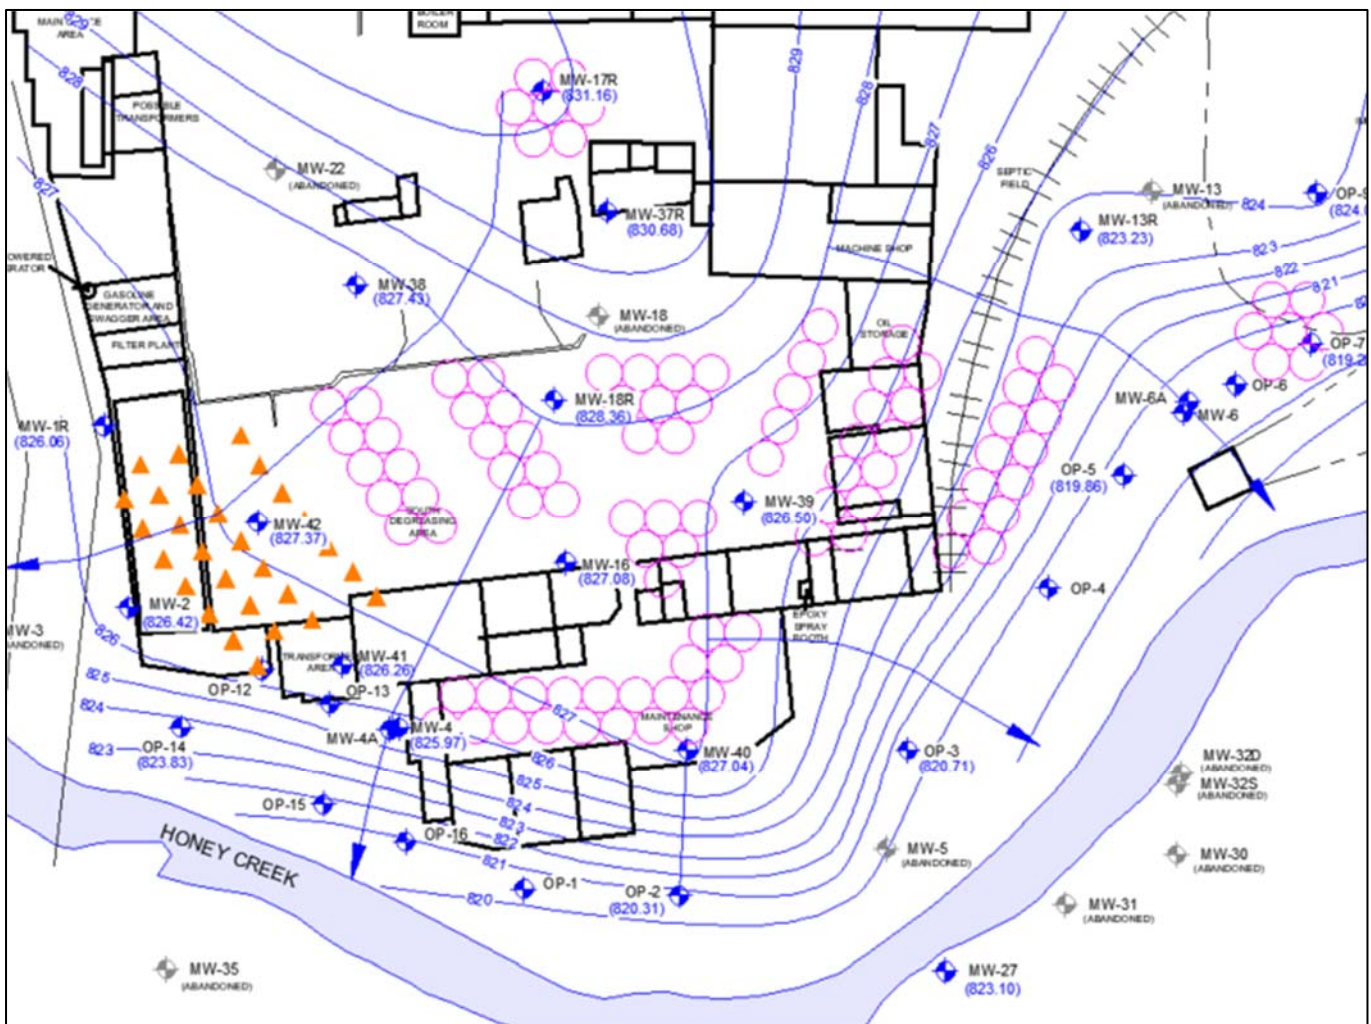 BOILER
ROOM
AREA
829
828
827
829
828
827
826
MW-17R
(831.16)
TRANSFORMERS
MW-22
(ABANDONED)
SEPTIC
FIELD
MW-13
(ABANDONED)
824
MW-13R
(823.23)
823
822
821
MW-37R
(830.68)
MACHINE SHOP
GASOLINE
GENERATOR AND
SWAGGER AREA
FILTER PLANT
MW-38
(827.43)
MW-18
(ABANDONED)
OIL
STORAGE
OP-7
OP-6
MW-6A
MW-6
MW-1R
(826.06)
MW-18R
(828.36)
OP-5
(819.86)
MW-39
(826.50)
SOUTH
DEGREASING
AREA
MW-42
(827.37)
MW-16
(827.08)
OP-4
MW-2
(826.42)
MW-3
826
EPOXY
SPRAY
BOOTH
MW-41
(826.26)
OP-12
OP-13
825
824
823
827
MAINTENANCE
SHOP
MW-4A
MW-4
(825.97)
OP-14
(823.83)
MW-40
(827.04)
OP-3
(820.71)
826
825
824
823
822
821
820
MW-32D
(ABANDONED)
MW-32S
(ABANDONED)
OP-15
OP-16
HONEY CREEK
MW-5
(ABANDONED)
MW-30
(ABANDONED)
OP-1
OP-2
(820.31)
MW-31
(ABANDONED)
MW-35
(ABANDONED)
MW-27
(823.10)